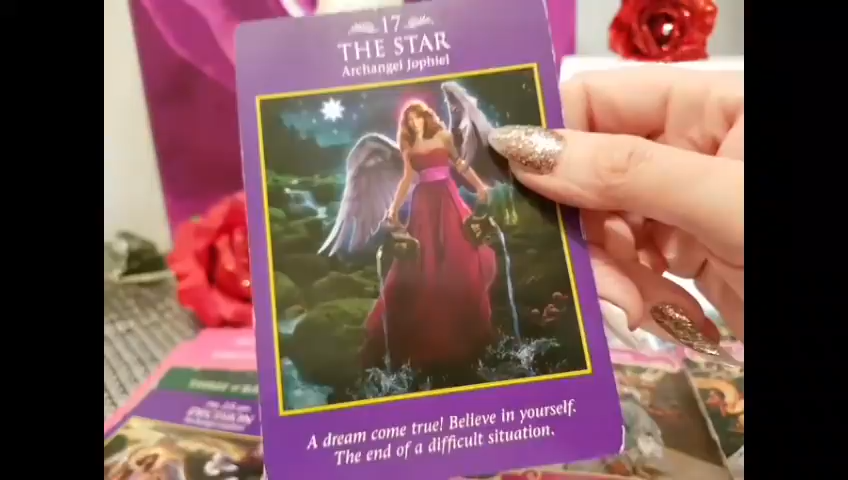 17
THE STAR
Archangel Jophiel
A dream come true! Believe in yourself.
The end of a difficult situation.